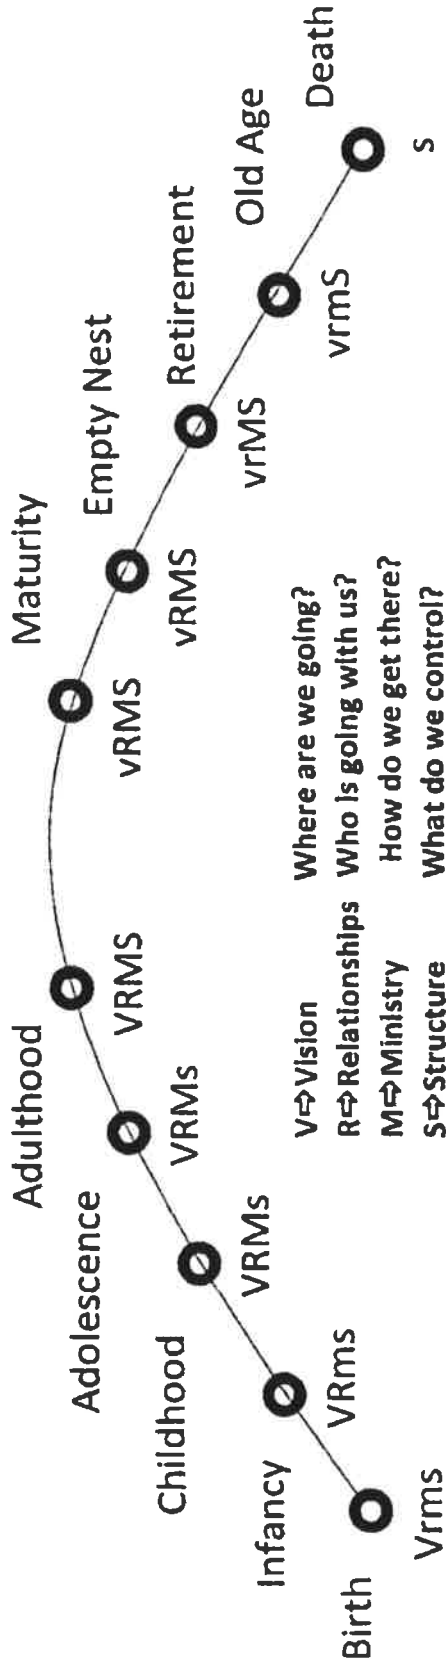 Birth
Vrms
Infancy
VRms
Childhood
VRMs
Adolescence
VRMs
Adulthood
VRMS
Maturity
vRMS
Empty Nest
vRMS
Retirement
vrMS
Old Age
vrmS
Death
s
V⇨Vision Where are we going?
R⇨Relationships Who is going with us?
M⇨Ministry How do we get there?
S⇨Structure What do we control?